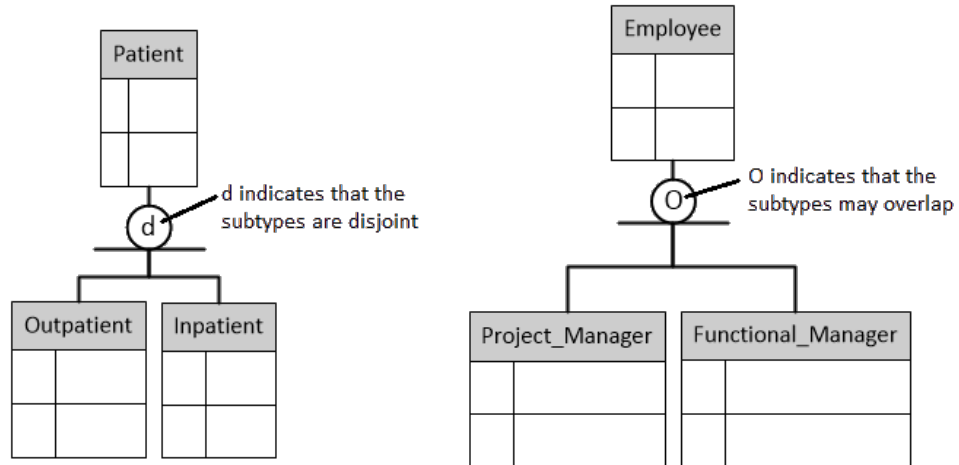 Patient
d indicates that the
subtypes are disjoint
d
Outpatient
Inpatient
Employee
O indicates that the
subtypes may overlap
O
Project_Manager
Functional_Manager